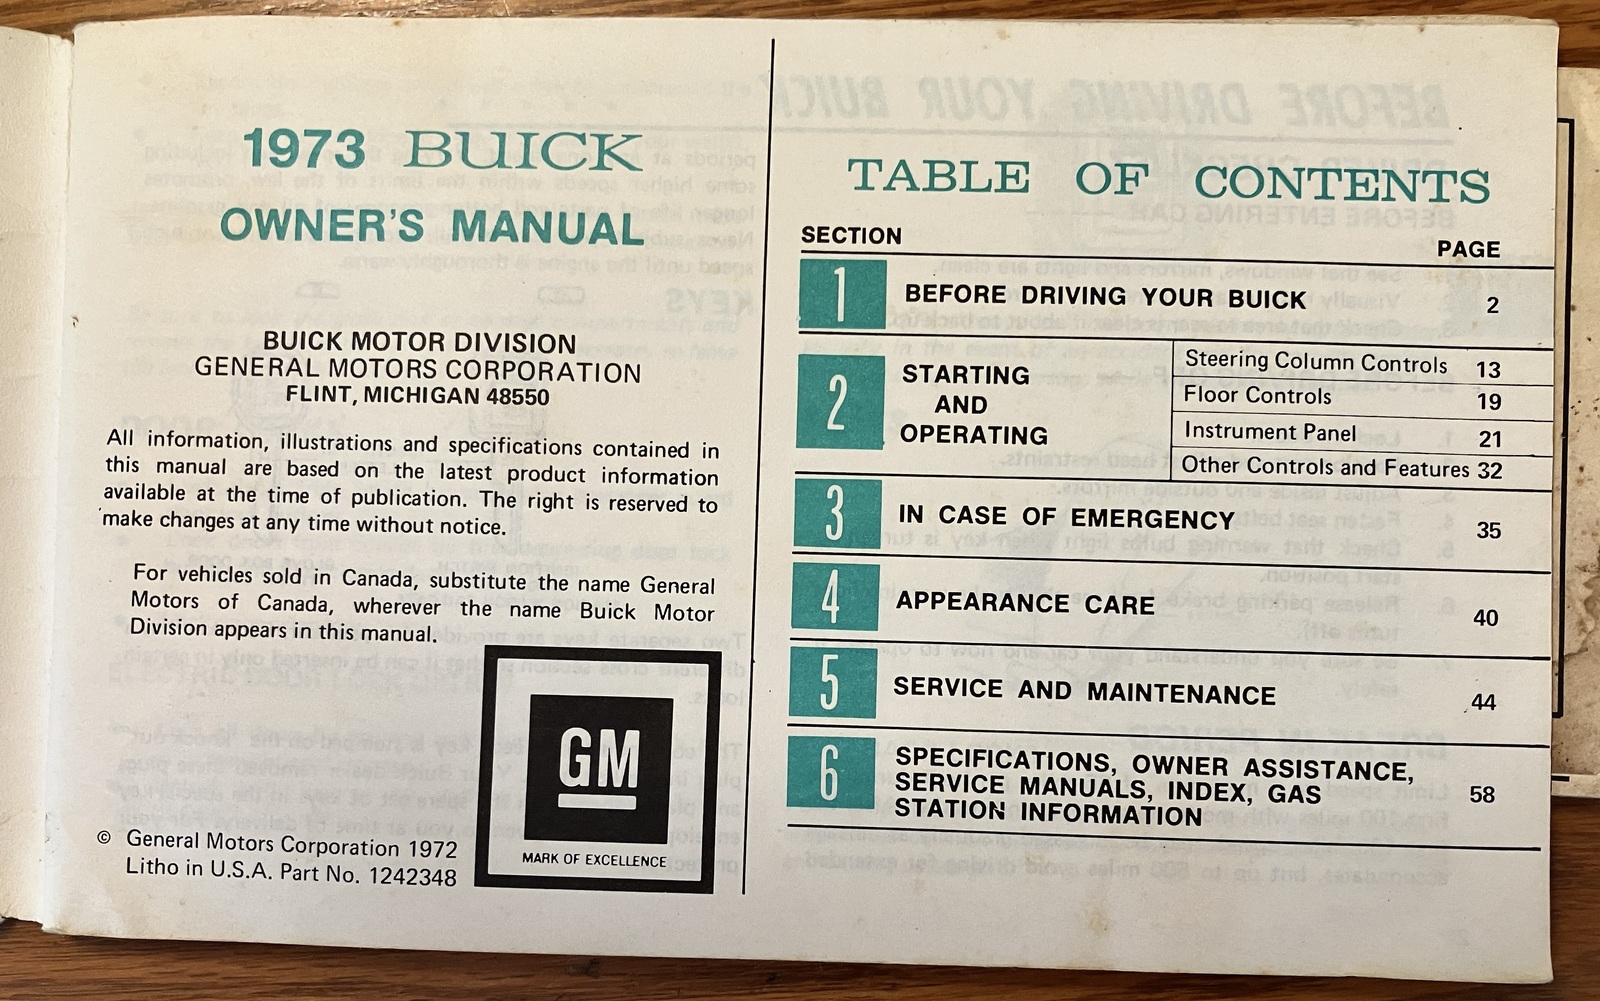 1973 BUICK
OWNER'S MANUAL
BUICK MOTOR DIVISION
GENERAL MOTORS CORPORATION
FLINT, MICHIGAN 48550
All information, illustrations and specifications contained in
this manual are based on the latest product information
available at the time of publication. The right is reserved to
make changes at any time without notice.
For vehicles sold in Canada, substitute the name General
Motors of Canada, wherever the name Buick Motor
Division appears in this manual.
GM
MARK OF EXCELLENCE
© General Motors Corporation 1972
Litho in U.S.A. Part No. 1242348
TABLE OF CONTENTS
SECTION PAGE
1 BEFORE DRIVING YOUR BUICK 2
2 STARTING
AND
OPERATING
Steering Column Controls 13
Floor Controls 19
Instrument Panel 21
Other Controls and Features 32
3 IN CASE OF EMERGENCY 35
4 APPEARANCE CARE 40
5 SERVICE AND MAINTENANCE 44
6 SPECIFICATIONS, OWNER ASSISTANCE,
SERVICE MANUALS, INDEX, GAS
STATION INFORMATION 58